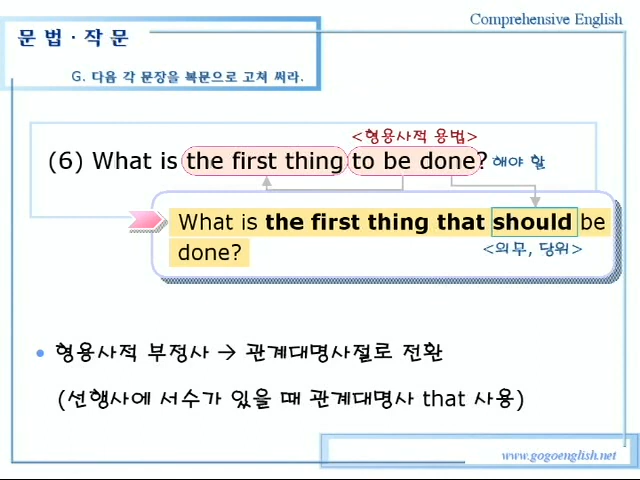 Comprehensive English
문 법 · 작 문
G. 다음 각 문장을 복문으로 고쳐 써라.
<형용사적 용법>
(6) What is the first thing to be done? 해야 할
What is the first thing that should be
done?
<의무, 당위>
• 형용사적 부정사 → 관계대명사절로 전환
(선행사에 서수가 있을 때 관계대명사 that 사용)
www.gogoenglish.net